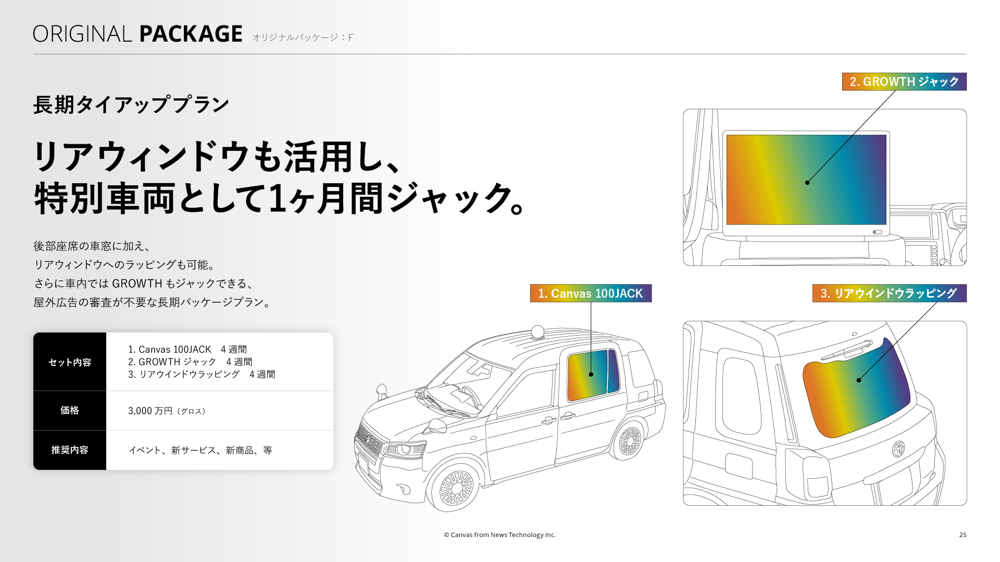 ORIGINAL PACKAGE オリジナルパッケージ：F
長期タイアッププラン
リアウィンドウも活用し、
特別車両として1ヶ月間ジャック。
後部座席の車窓に加え、
リアウィンドウへのラッピングも可能。
さらに車内では GROWTH もジャックできる、
屋外広告の審査が不要な長期パッケージプラン。
セット内容
1. Canvas 100JACK　4 週間
2. GROWTH ジャック　4 週間
3. リアウインドウラッピング　4 週間
価格
3,000 万円（グロス）
推奨内容
イベント、新サービス、新商品、等
2. GROWTH ジャック
1. Canvas 100JACK
3. リアウインドウラッピング
© Canvas from News Technology Inc.
25